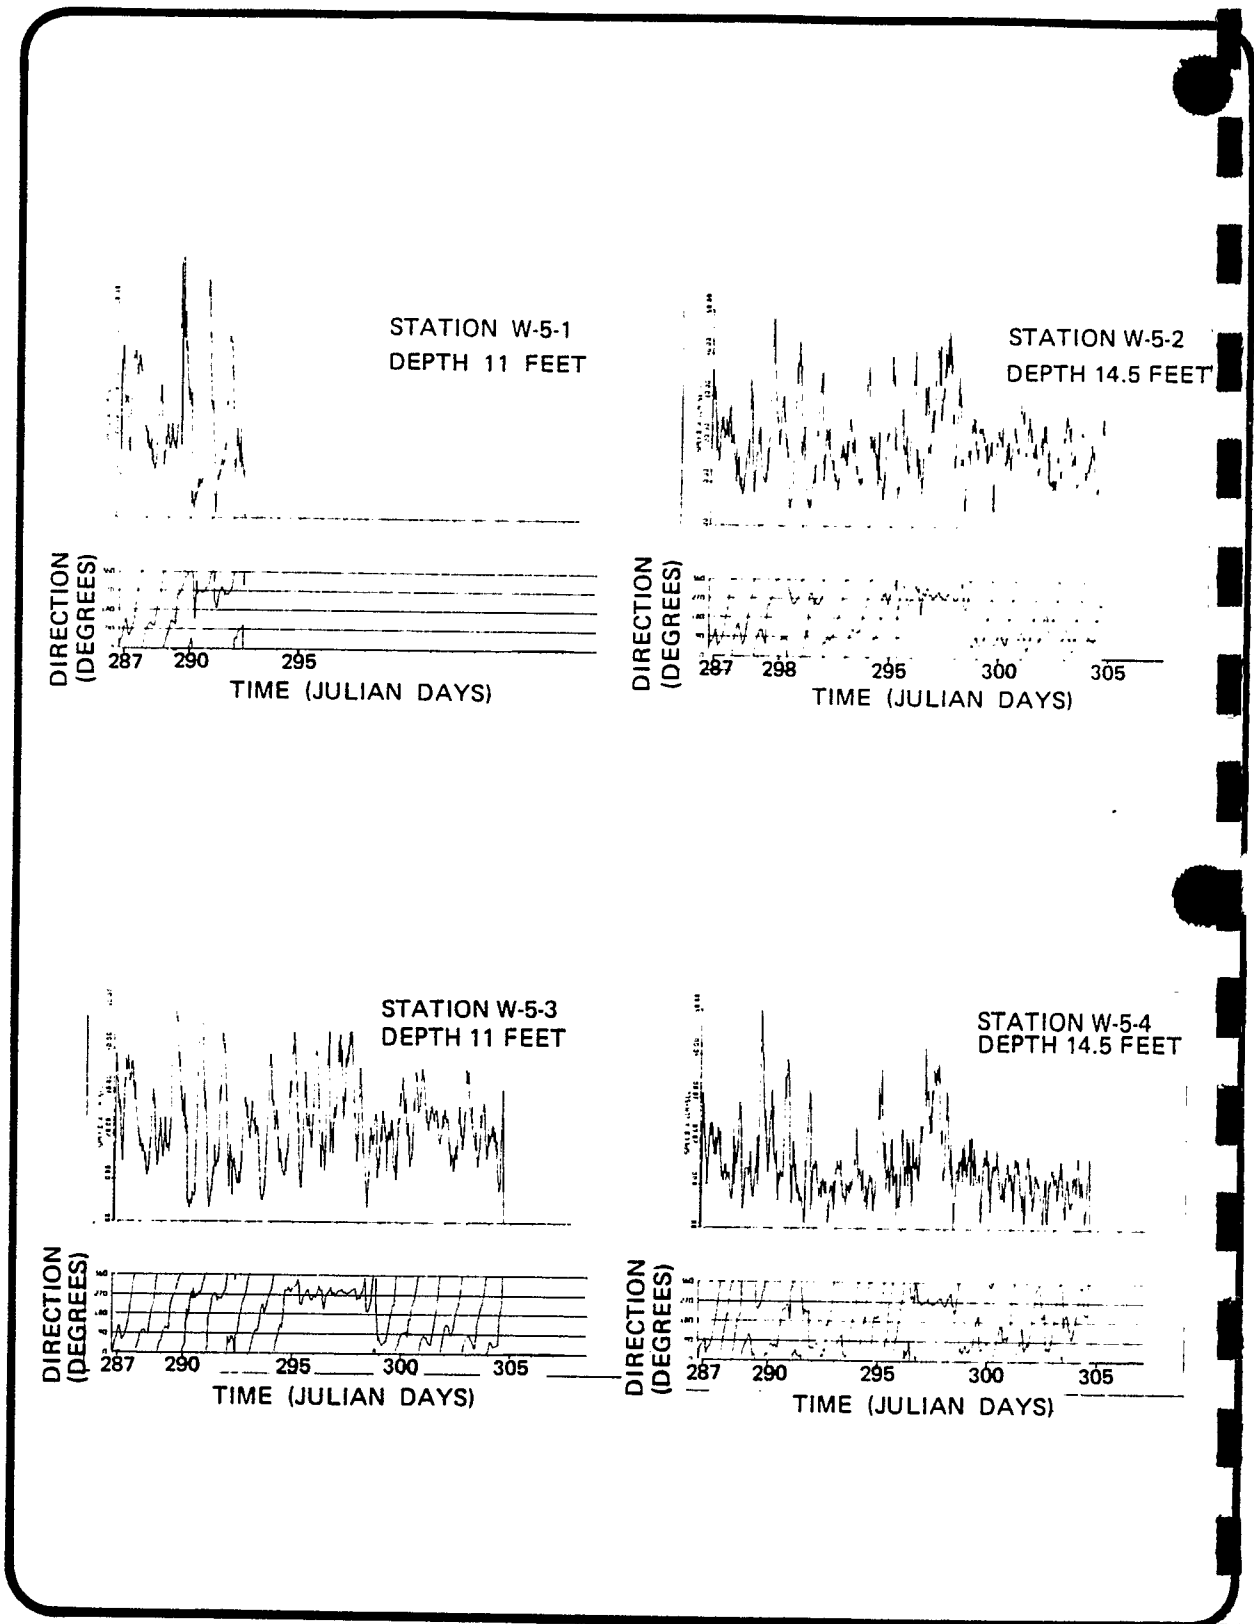 STATION W-5-1
DEPTH 11 FEET
DIRECTION
(DEGREES)
287 290 295
TIME (JULIAN DAYS)
STATION W-5-2
DEPTH 14.5 FEET
DIRECTION
(DEGREES)
287 298 295 300 305
TIME (JULIAN DAYS)
STATION W-5-3
DEPTH 11 FEET
DIRECTION
(DEGREES)
287 290 295 300 305
TIME (JULIAN DAYS)
STATION W-5-4
DEPTH 14.5 FEET
DIRECTION
(DEGREES)
287 290 295 300 305
TIME (JULIAN DAYS)